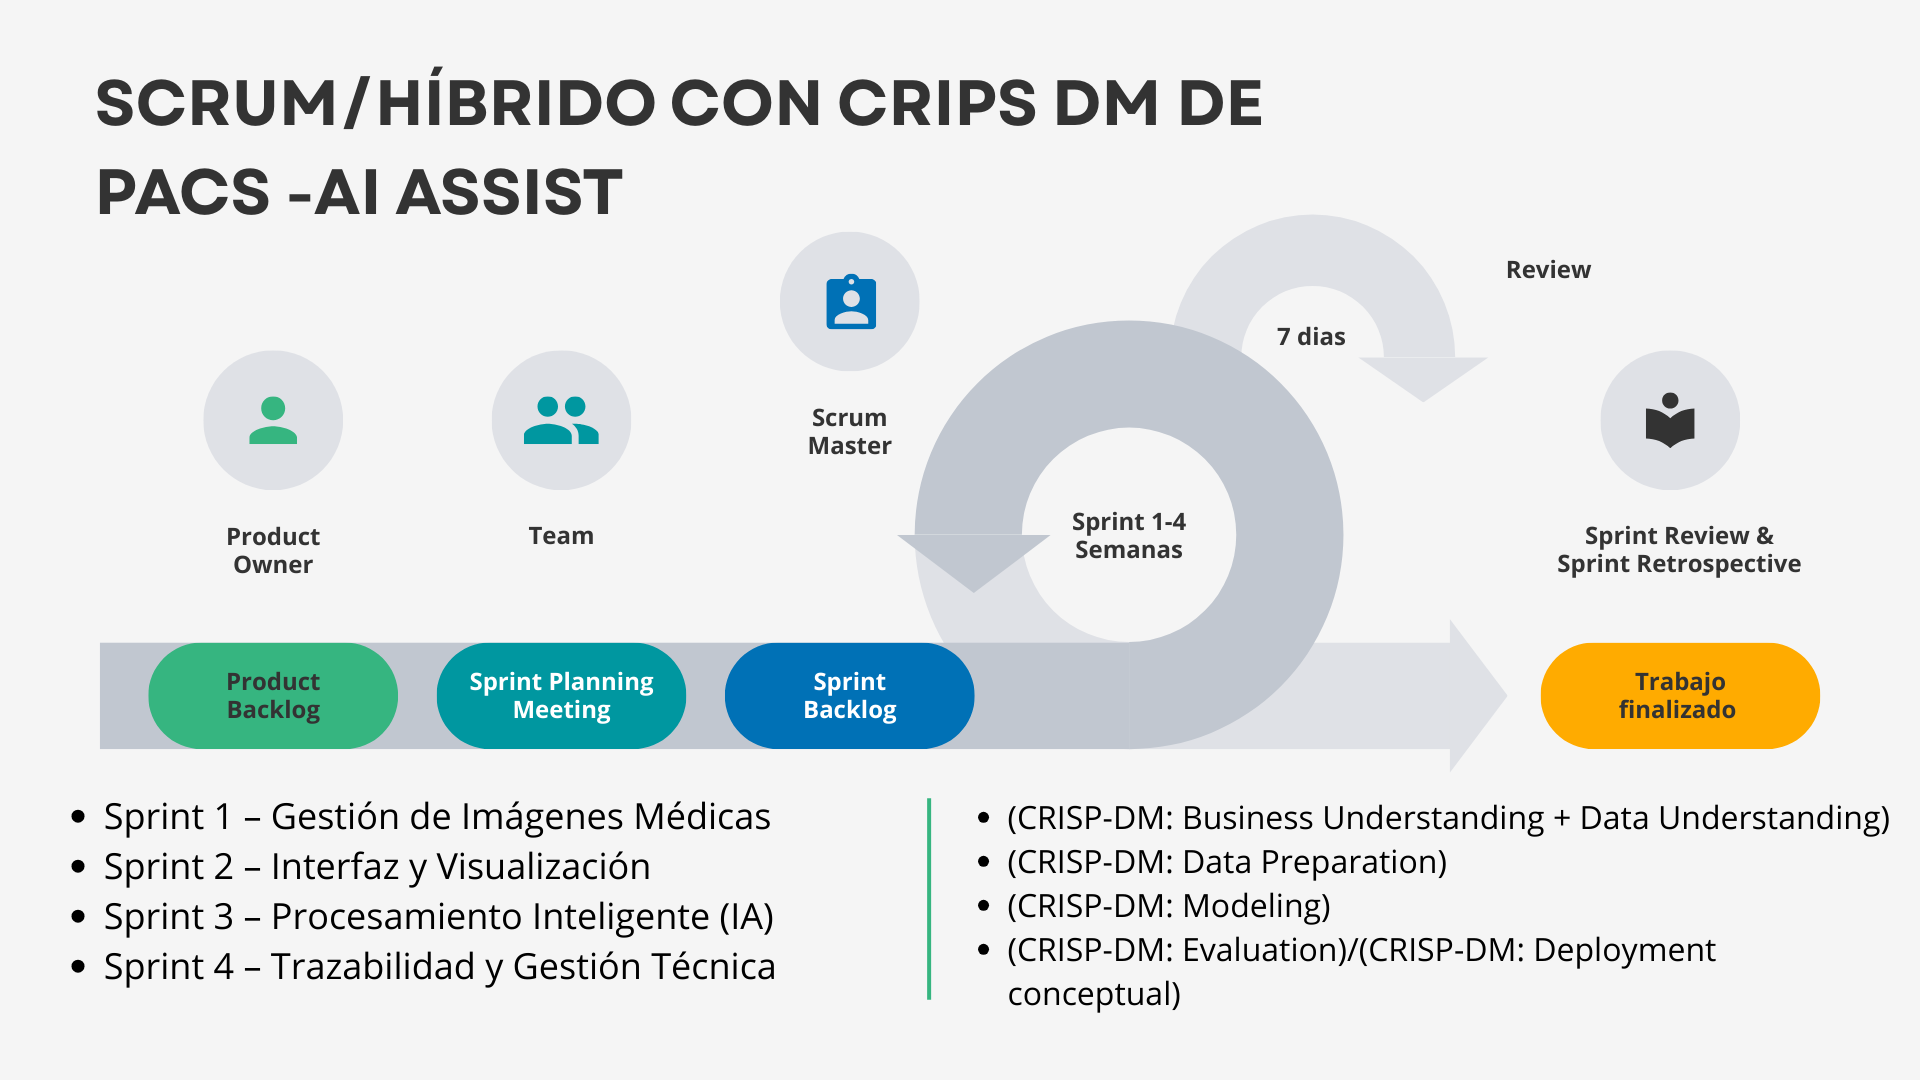 SCRUM/HÍBRIDO CON CRIPS DM DE
PACS -AI ASSIST
Review
7 dias
Scrum
Master
Sprint 1-4
Semanas
Product
Owner
Team
Sprint Review &
Sprint Retrospective
Product
Backlog
Sprint Planning
Meeting
Sprint
Backlog
Trabajo
finalizado
• Sprint 1 – Gestión de Imágenes Médicas
• Sprint 2 – Interfaz y Visualización
• Sprint 3 – Procesamiento Inteligente (IA)
• Sprint 4 – Trazabilidad y Gestión Técnica
• (CRISP-DM: Business Understanding + Data Understanding)
• (CRISP-DM: Data Preparation)
• (CRISP-DM: Modeling)
• (CRISP-DM: Evaluation)/(CRISP-DM: Deployment
conceptual)